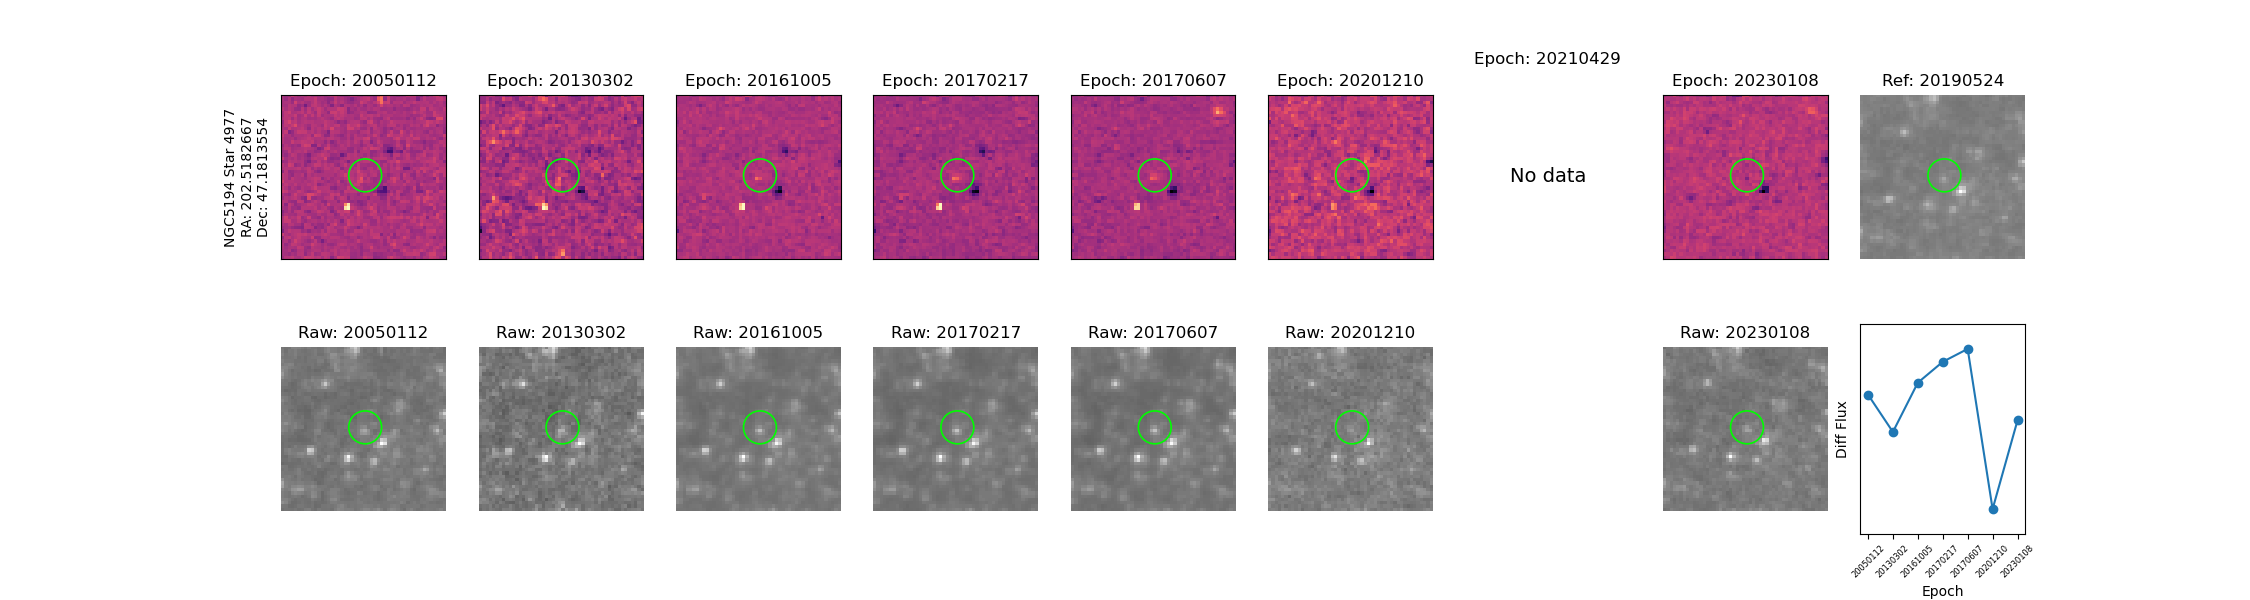 NGC5194 Star 4977
RA: 202.5182667
Dec: 47.1813554
Epoch: 20050112
Epoch: 20130302
Epoch: 20161005
Epoch: 20170217
Epoch: 20170607
Epoch: 20201210
Epoch: 20210429
No data
Epoch: 20230108
Ref: 20190524
Raw: 20050112
Raw: 20130302
Raw: 20161005
Raw: 20170217
Raw: 20170607
Raw: 20201210
Raw: 20230108
Diff Flux
20050112
20130302
20161005
20170217
20170607
20201210
20230108
Epoch